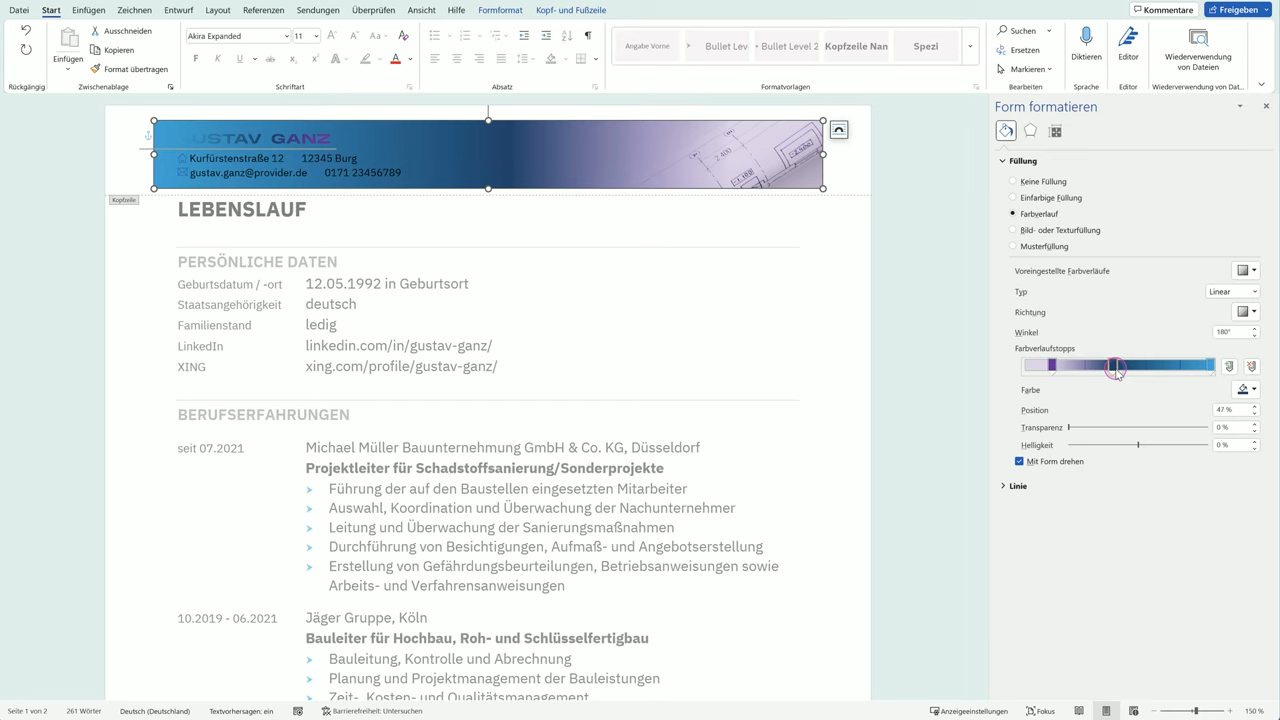 Datei Start Einfügen Zeichnen Entwurf Layout Referenzen Sendungen Überprüfen Ansicht Hilfe Formformat Kopf- und Fußzeile Kommentare Freigeben
Einfügen
Ausschneiden
Kopieren
Format übertragen
Akira Expanded 11
Angabe Vorne
Bullet Lev
Bullet Level 2
Kopfzeile Nan
Spezi
Suchen
Ersetzen
Markieren
Diktieren
Editor
Wiederverwendung
von Dateien
Rückgängig Zwischenablage Schriftart Absatz Formatvorlagen Bearbeiten Sprache Editor Wiederverwendung von Dat...
GUSTAV GANZ
Kurfürstenstraße 12 12345 Burg
gustav.ganz@provider.de 0171 23456789
Kopfzeile
LEBENSLAUF
PERSÖNLICHE DATEN
Geburtsdatum / -ort 12.05.1992 in Geburtsort
Staatsangehörigkeit deutsch
Familienstand ledig
LinkedIn linkedin.com/in/gustav-ganz/
XING xing.com/profile/gustav-ganz/
BERUFSERFAHRUNGEN
seit 07.2021 Michael Müller Bauunternehmung GmbH & Co. KG, Düsseldorf
Projektleiter für Schadstoffsanierung/Sonderprojekte
Führung der auf den Baustellen eingesetzten Mitarbeiter
Auswahl, Koordination und Überwachung der Nachunternehmer
Leitung und Überwachung der Sanierungsmaßnahmen
Durchführung von Besichtigungen, Aufmaß- und Angebotserstellung
Erstellung von Gefährdungsbeurteilungen, Betriebsanweisungen sowie
Arbeits- und Verfahrensanweisungen
10.2019 - 06.2021 Jäger Gruppe, Köln
Bauleiter für Hochbau, Roh- und Schlüsselfertigbau
Bauleitung, Kontrolle und Abrechnung
Planung und Projektmanagement der Bauleistungen
Zeit-, Kosten- und Qualitätsmanagement
Form formatieren
Füllung
Keine Füllung
Einfarbige Füllung
Farbverlauf
Bild- oder Texturfüllung
Musterfüllung
Voreingestellte Farbverläufe
Typ Linear
Richtung
Winkel 180°
Farbverlaufstopps
Farbe
Position 47 %
Transparenz 0 %
Helligkeit 0 %
Mit Form drehen
Linie
Seite 1 von 2 261 Wörter Deutsch (Deutschland) Textvorhersagen: ein Barrierefreiheit: Untersuchen Anzeigeeinstellungen Fokus 150 %